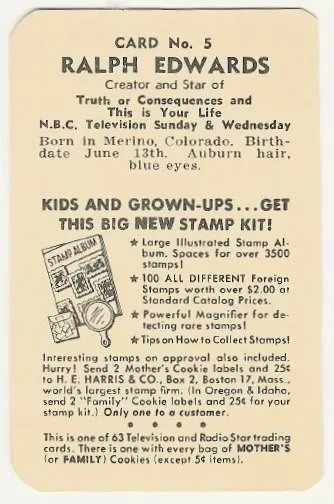 CARD No. 5
RALPH EDWARDS
Creator and Star of
Truth or Consequences and
This is Your Life
N.B.C. Television Sunday & Wednesday
Born in Merino, Colorado. Birth-
date June 13th. Auburn hair,
blue eyes.
KIDS AND GROWN-UPS...GET
THIS BIG NEW STAMP KIT!
STAMP ALBUM
★ Large Illustrated Stamp Al-
bum. Spaces for over 3500
stamps!
★ 100 ALL DIFFERENT Foreign
Stamps worth over $2.00 at
Standard Catalog Prices.
★ Powerful Magnifier for de-
tecting rare stamps!
★ Tips on How to Collect Stamps!
Interesting stamps on approval also included.
Hurry! Send 2 Mother's Cookie labels and 25¢
to H. E. HARRIS & CO., Box 2, Boston 17, Mass.,
world's largest stamp firm. (In Oregon & Idaho,
send 2 "Family" Cookie labels and 25¢ for your
stamp kit.) Only one to a customer.
• • • •
This is one of 63 Television and Radio Star trading
cards. There is one with every bag of MOTHER'S
(or FAMILY) Cookies (except 5¢ items).